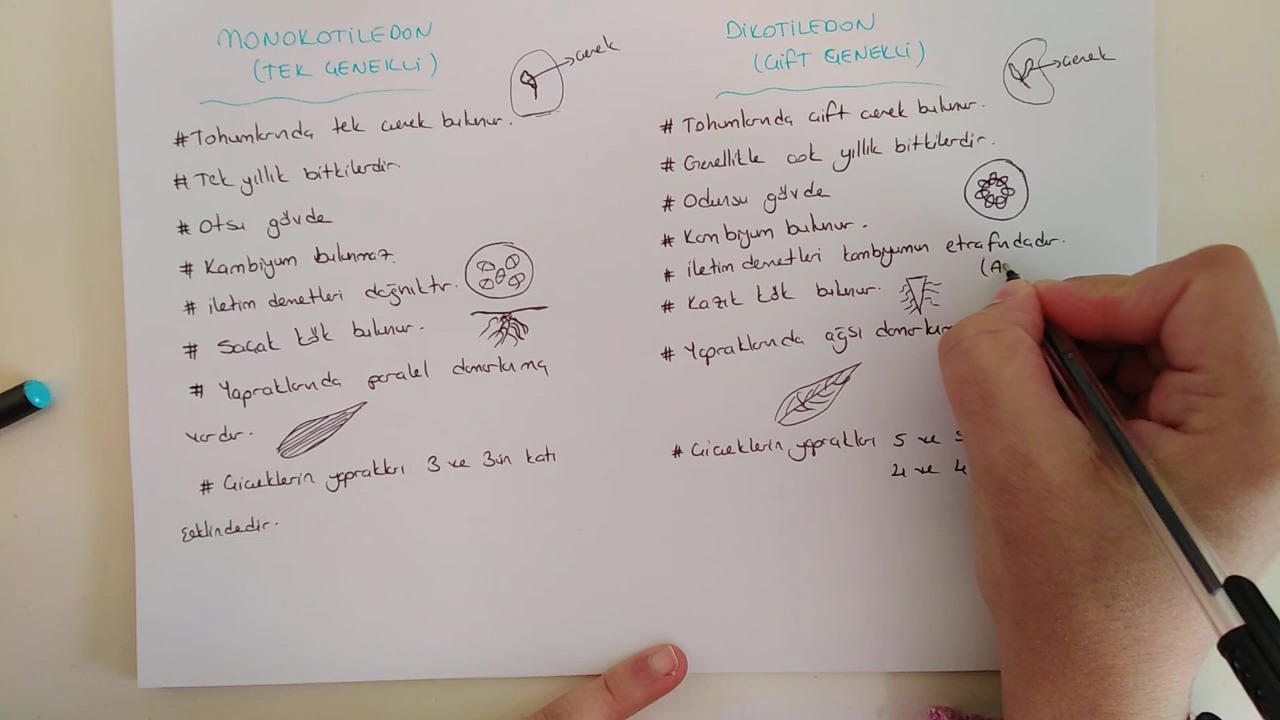 MONOKOTİLEDON
(TEK ÇENEKLİ)
çenek
# Tohumlarında tek çenek bulunur.
# Tek yıllık bitkilerdir.
# Otsu gövde
# Kambiyum bulunmaz.
# iletim demetleri dağınıktır.
# Saçak kök bulunur.
# Yapraklarında paralel damarlanma
vardır.
# Çiçeklerin yaprakları 3 ve 3ün katı
şeklindedir.
DİKOTİLEDON
(ÇİFT ÇENEKLİ)
çenek
# Tohumlarında çift çenek bulunur.
# Genellikle çok yıllık bitkilerdir.
# Odunsu gövde
# Kambiyum bulunur.
# iletim demetleri kambiyumun etrafındadır.
(A
# Kazık kök bulunur.
# Yapraklarında ağsı
# Çiçeklerin yaprakları 5 ve
4 ve 4